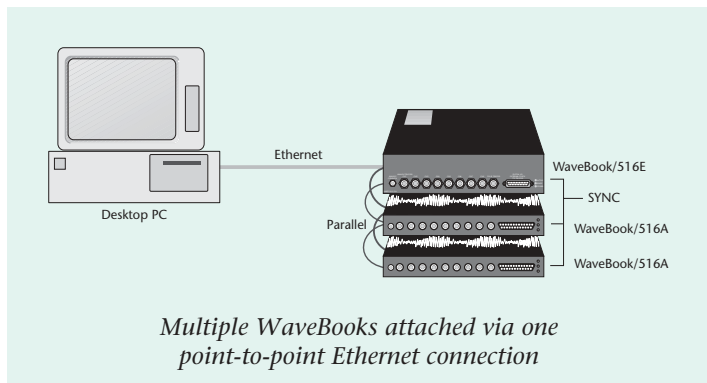 Ethernet
WaveBook/516E
SYNC
Desktop PC
Parallel
WaveBook/516A
WaveBook/516A
Multiple WaveBooks attached via one
point-to-point Ethernet connection